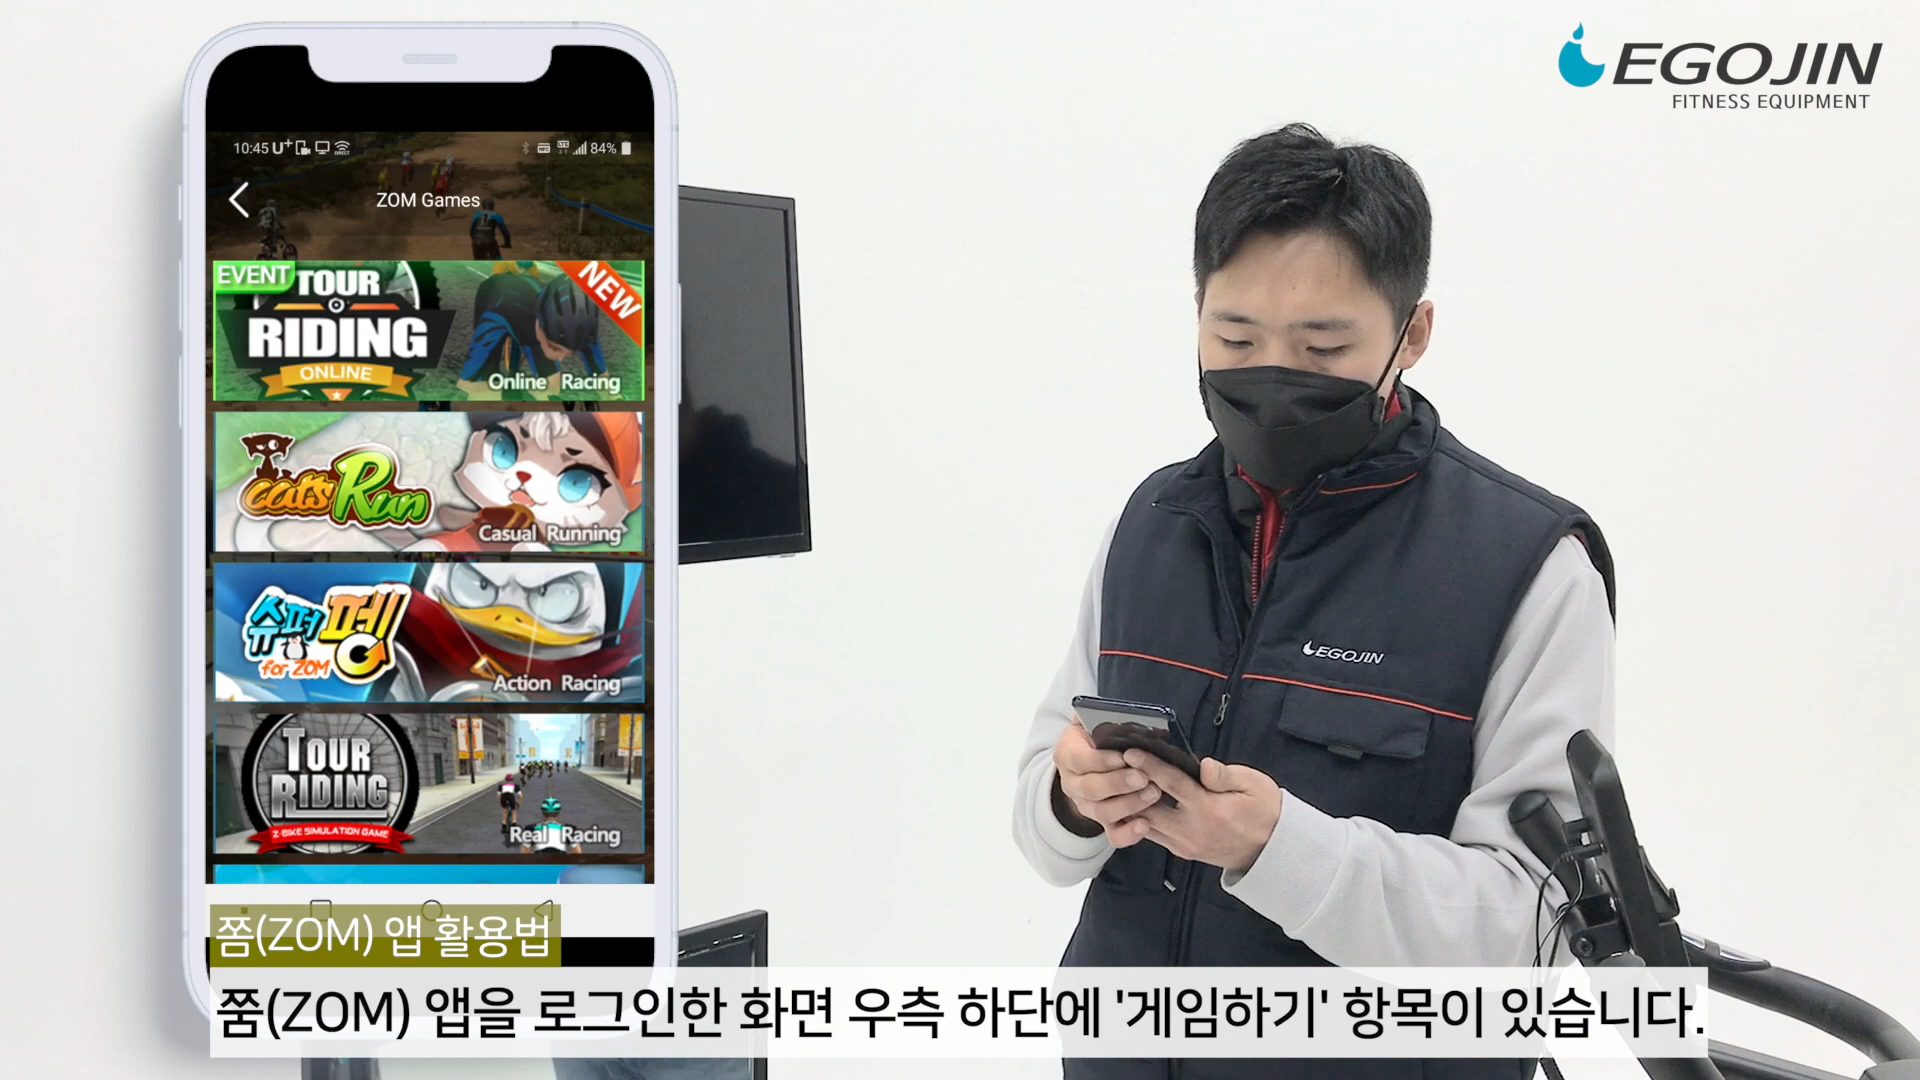 EGOJIN
FITNESS EQUIPMENT
10:45 U+ 84%
ZOM Games
EVENT
NEW
TOUR
RIDING
ONLINE
Online Racing
cats Run
Casual Running
슈퍼펭
for ZOM
Action Racing
TOUR
RIDING
Z-BIKE SIMULATION GAME
Real Racing
EGOJIN
쫌(ZOM) 앱 활용법
쫌(ZOM) 앱을 로그인한 화면 우측 하단에 '게임하기' 항목이 있습니다.